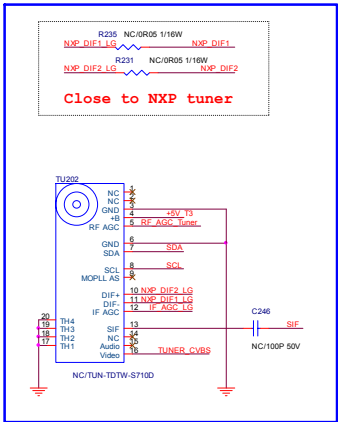 R235 NC/0R05 1/16W
NXP_DIF1_LG NXP_DIF1
R231 NC/0R05 1/16W
NXP_DIF2_LG NXP_DIF2
Close to NXP tuner
TU202
NC 1
NC 2
GND 3
+B 4 +5V_T3
RF AGC 5 RF_AGC_Tuner
GND 6
SDA 7 SDA
SCL 8 SCL
MOPLL AS 9
DIF+ 10 NXP_DIF2_LG
DIF- 11 NXP_DIF1_LG
IF AGC 12 IF_AGC_LG
C246
20 TH4 SIF 13 SIF
19 TH3 NC 14
18 TH2 Audio 15 NC/100P 50V
17 TH1 Video 16 TUNER_CVBS
NC/TUN-TDTW-S710D